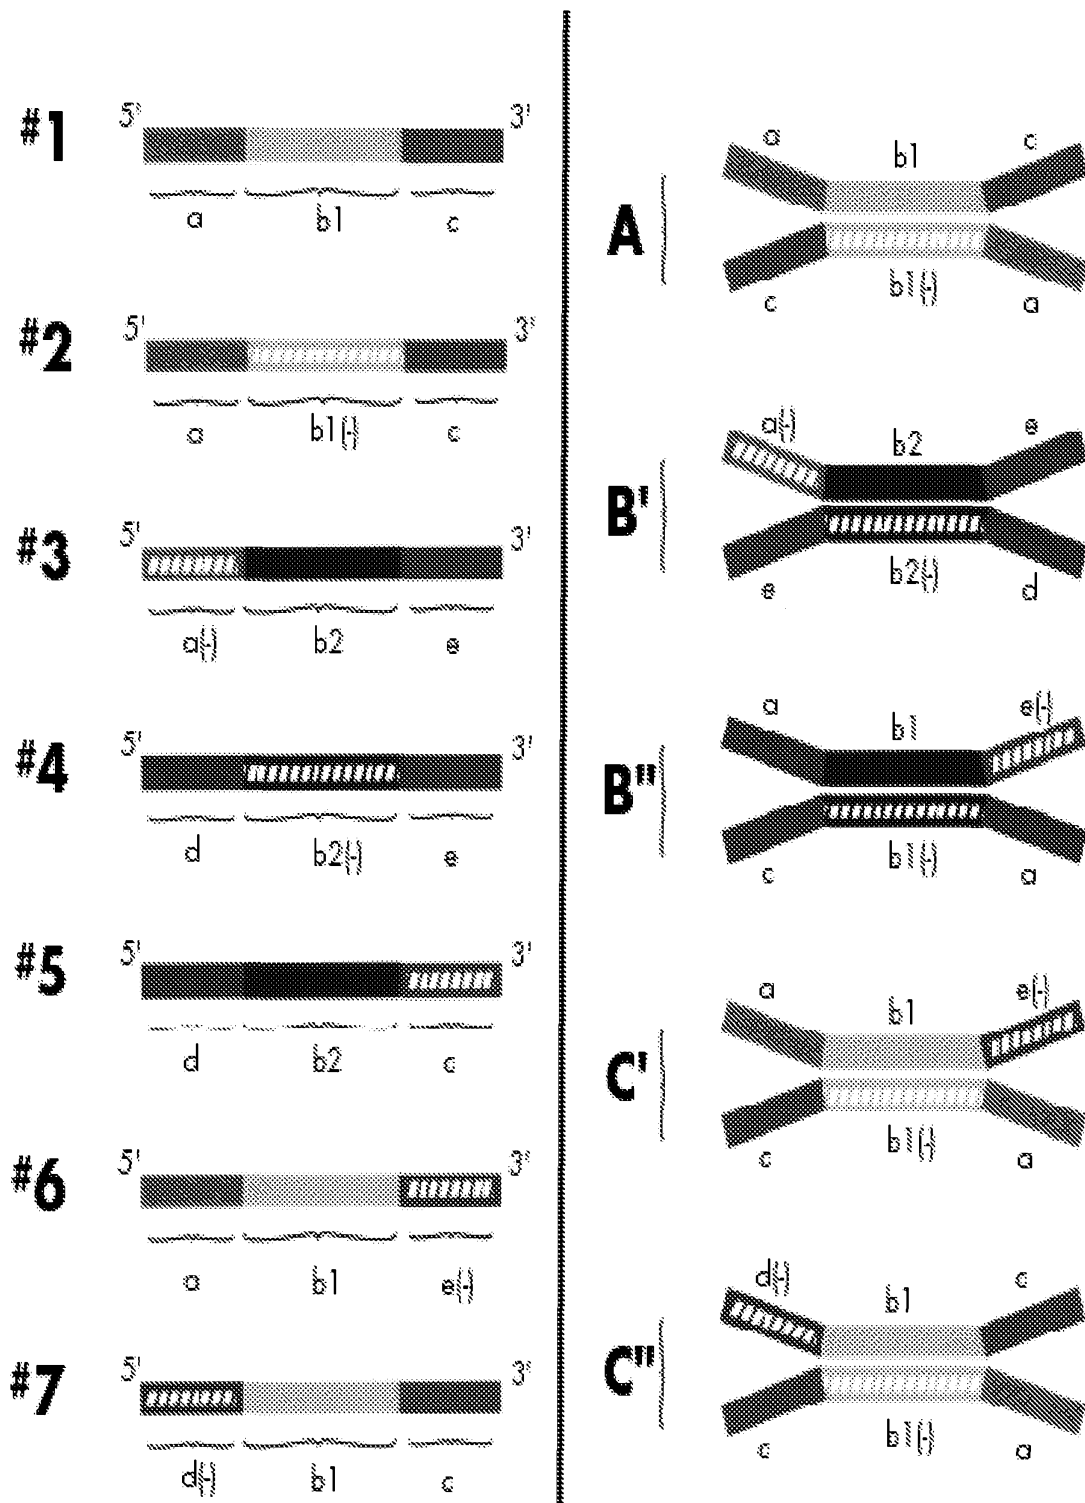 #1
5' 3'
a b1 c
#2
5' 3'
a b1(-) c
#3
5' 3'
a(-) b2 e
#4
5' 3'
d b2(-) e
#5
5' 3'
d b2 c
#6
5' 3'
a b1 e(-)
#7
5' 3'
d(-) b1 c
A
a b1 c
c b1(-) a
B'
a(-) b2 e
e b2(-) d
B"
a b1 e(-)
c b1(-) a
C'
a b1 e(-)
c b1(-) a
C"
d(-) b1 c
c b1(-) a